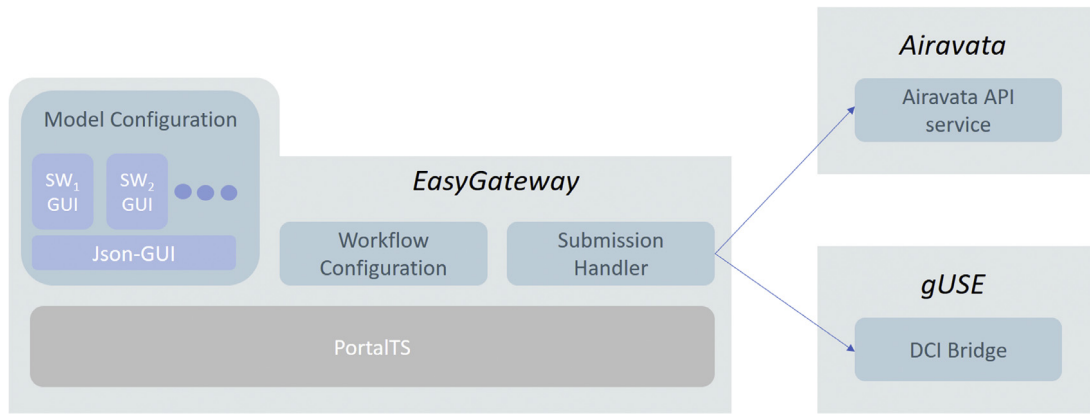 Airavata
Airavata API
service
Model Configuration
SW1
GUI
SW2
GUI
Json-GUI
EasyGateway
Workflow
Configuration
Submission
Handler
PortalTS
gUSE
DCI Bridge